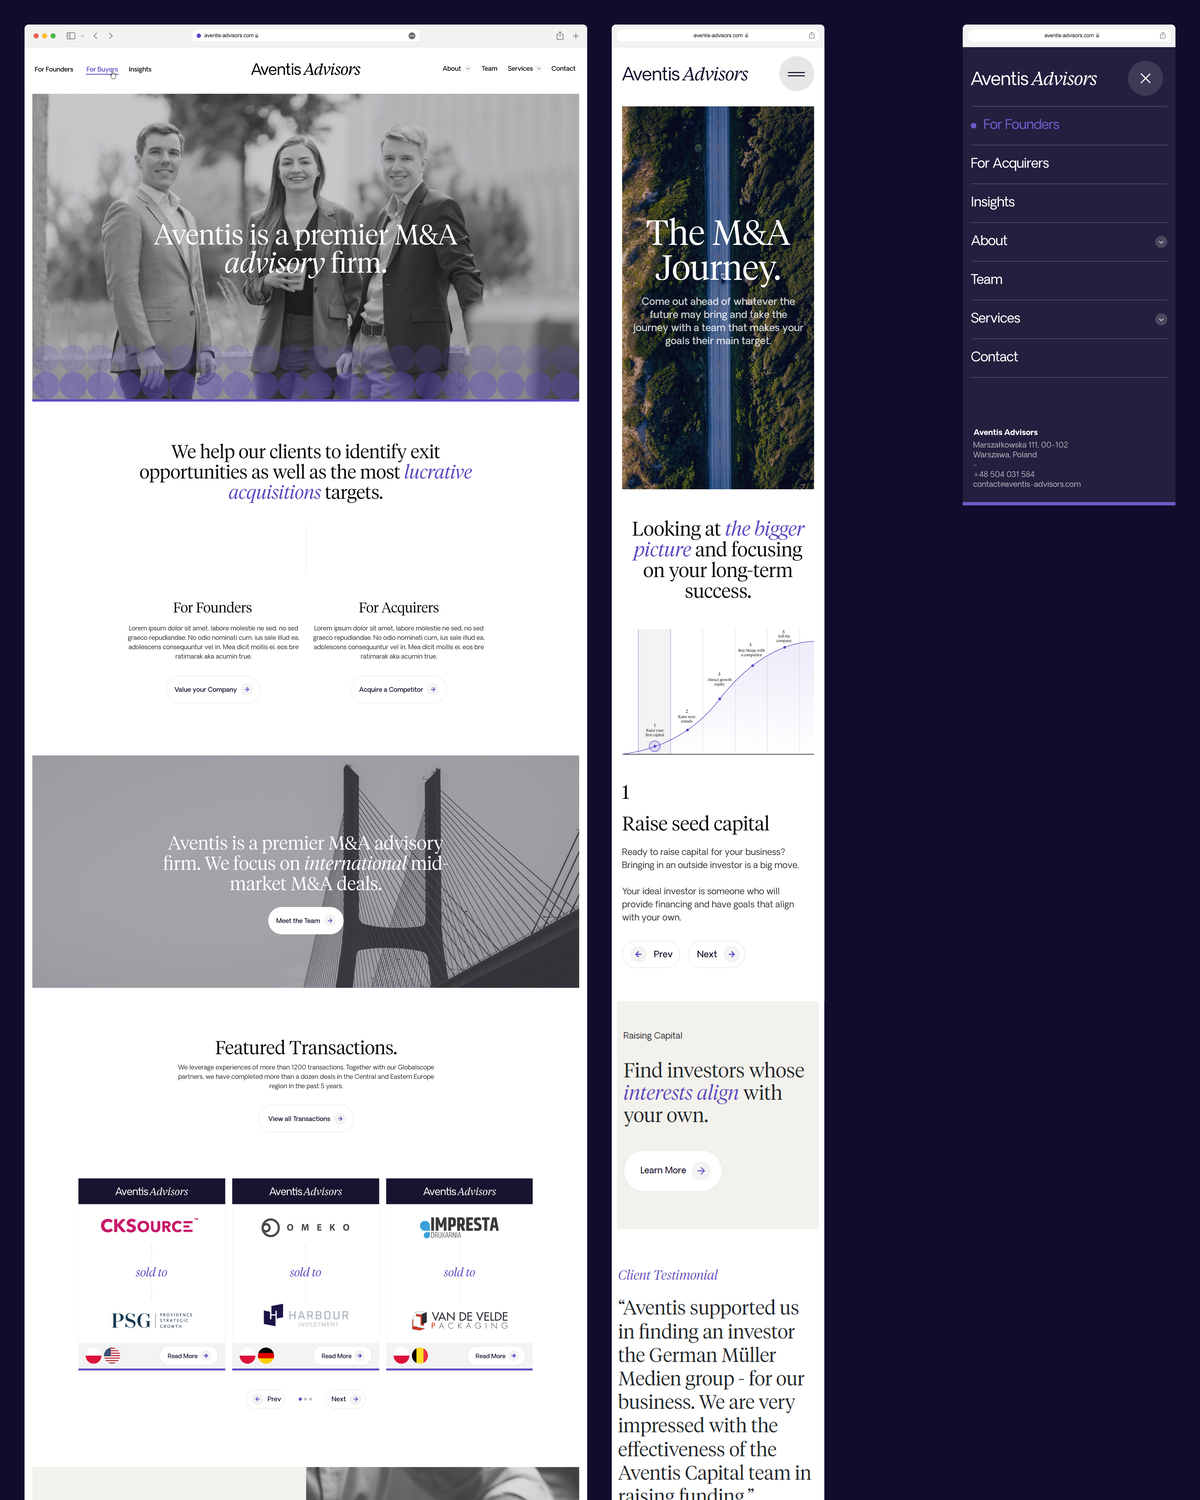 aventis-advisors.com
For Founders For Buyers Insights
Aventis Advisors
About Team Services Contact
Aventis is a premier M&A
advisory firm.
We help our clients to identify exit
opportunities as well as the most lucrative
acquisitions targets.
For Founders
Lorem ipsum dolor sit amet, labore molestie ne sed, no sed
graeco repudiandae. No odio nominati cum, ius sale illud ea,
adolescens consequuntur vel in. Mea dicit mollis ei, eos bre
ratimarak aka acumin true.
Value your Company
For Acquirers
Lorem ipsum dolor sit amet, labore molestie ne sed, no sed
graeco repudiandae. No odio nominati cum, ius sale illud ea,
adolescens consequuntur vel in. Mea dicit mollis ei, eos bre
ratimarak aka acumin true.
Acquire a Competitor
Aventis is a premier M&A advisory
firm. We focus on international mid-
market M&A deals.
Meet the Team
Featured Transactions.
We leverage experiences of more than 1200 transactions. Together with our Globalscope
partners, we have completed more than a dozen deals in the Central and Eastern Europe
region in the past 5 years.
View all Transactions
Aventis Advisors
CKSOURCE™
sold to
PSG PROVIDENCE
STRATEGIC
GROWTH
Read More
Aventis Advisors
OMEKO
sold to
HARBOUR
INVESTMENT
Read More
Aventis Advisors
IMPRESTA
DRUKARNIA
sold to
VAN DE VELDE
PACKAGING
Read More
Prev Next
aventis-advisors.com
Aventis Advisors
The M&A
Journey.
Come out ahead of whatever the
future may bring and take the
journey with a team that makes your
goals their main target.
Looking at the bigger
picture and focusing
on your long-term
success.
1
Raise your
first capital
2
Raise next
rounds
3
Attract growth
equity
4
Buy/Merge with
a competitor
5
Sell the
company
1
Raise seed capital
Ready to raise capital for your business?
Bringing in an outside investor is a big move.
Your ideal investor is someone who will
provide financing and have goals that align
with your own.
Prev Next
Raising Capital
Find investors whose
interests align with
your own.
Learn More
Client Testimonial
“Aventis supported us
in finding an investor
the German Müller
Medien group - for our
business. We are very
impressed with the
effectiveness of the
Aventis Capital team in
raising funding.”
aventis-advisors.com
Aventis Advisors
For Founders
For Acquirers
Insights
About
Team
Services
Contact
Aventis Advisors
Marszałkowska 111, 00-102
Warszawa, Poland
-
+48 504 031 584
contact@aventis-advisors.com